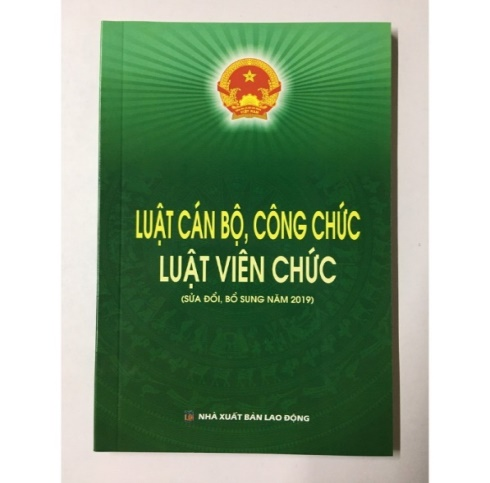 LUẬT CÁN BỘ, CÔNG CHỨC
LUẬT VIÊN CHỨC
(SỬA ĐỔI, BỔ SUNG NĂM 2019)
NHÀ XUẤT BẢN LAO ĐỘNG